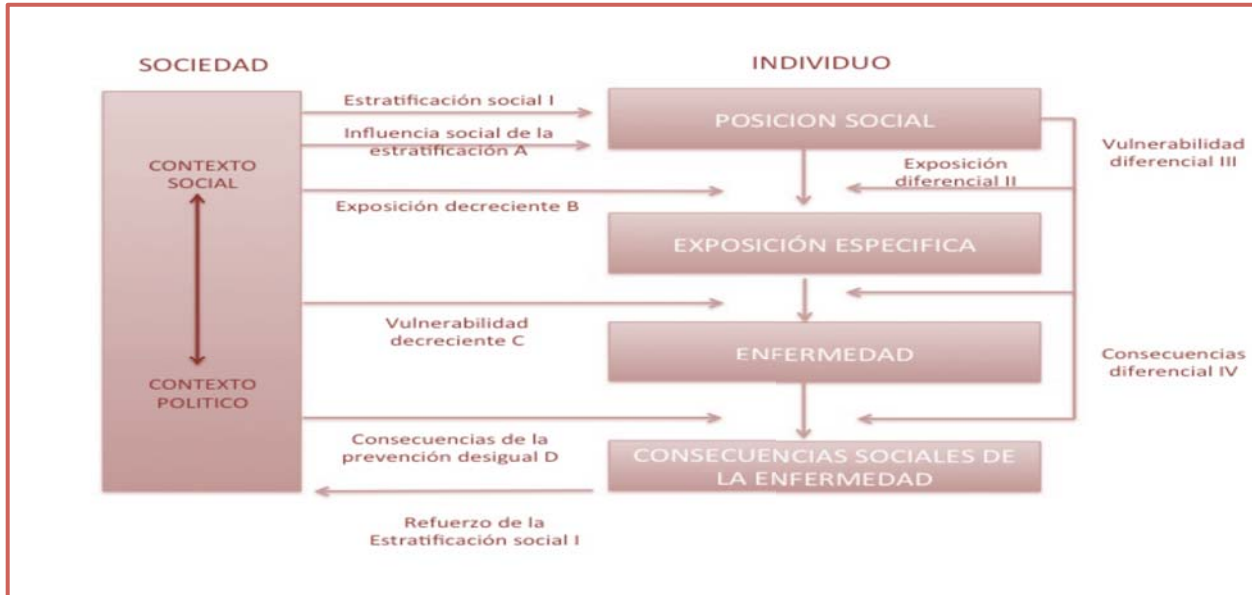 SOCIEDAD
INDIVIDUO
Estratificación social I
Influencia social de la
estratificación A
CONTEXTO
SOCIAL
Exposición decreciente B
Vulnerabilidad
decreciente C
CONTEXTO
POLITICO
Consecuencias de la
prevención desigual D
Refuerzo de la
Estratificación social I
POSICION SOCIAL
Exposición
diferencial II
EXPOSICIÓN ESPECIFICA
ENFERMEDAD
CONSECUENCIAS SOCIALES DE
LA ENFERMEDAD
Vulnerabilidad
diferencial III
Consecuencias
diferencial IV